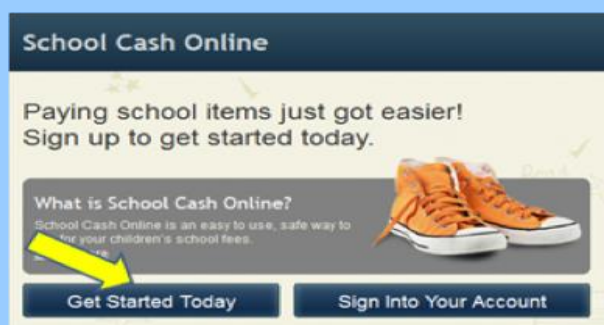 School Cash Online
Paying school items just got easier!
Sign up to get started today.
What is School Cash Online?
School Cash Online is an easy to use, safe way to
for your children's school fees.
Get Started Today
Sign Into Your Account